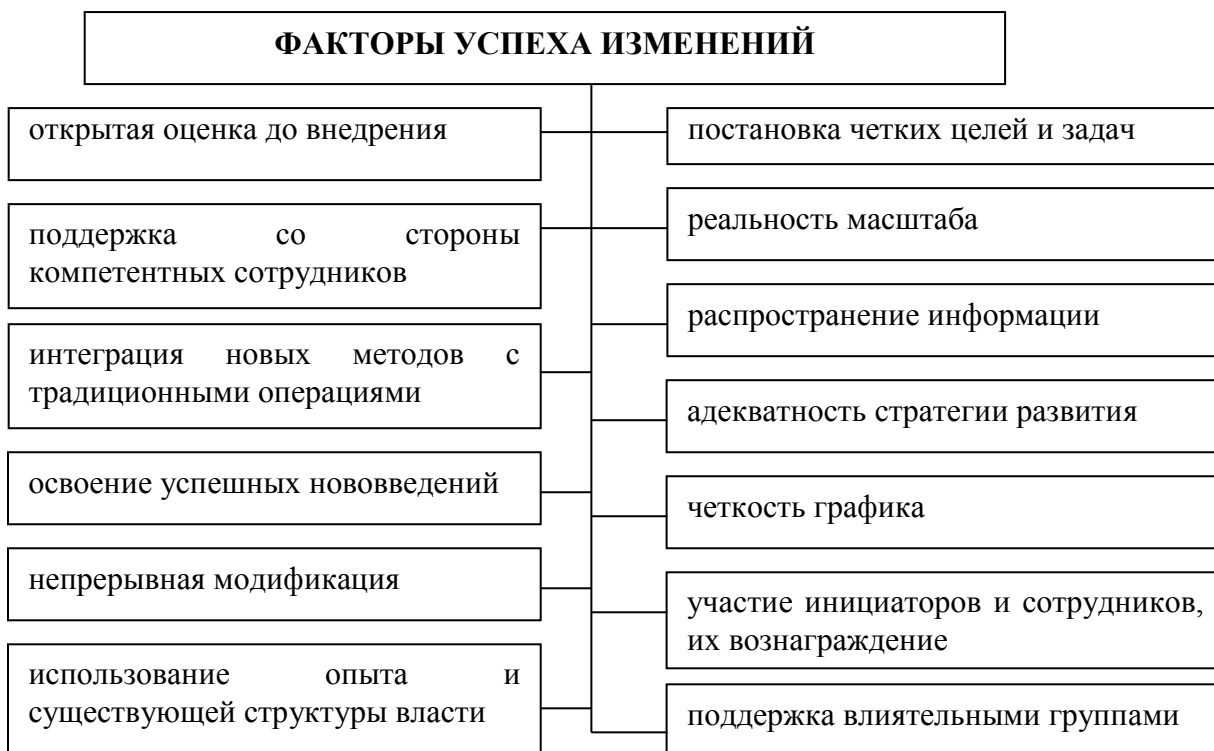 ФАКТОРЫ УСПЕХА ИЗМЕНЕНИЙ
открытая оценка до внедрения
поддержка со стороны
компетентных сотрудников
интеграция новых методов с
традиционными операциями
освоение успешных нововведений
непрерывная модификация
использование опыта и
существующей структуры власти
постановка четких целей и задач
реальность масштаба
распространение информации
адекватность стратегии развития
четкость графика
участие инициаторов и сотрудников,
их вознаграждение
поддержка влиятельными группами